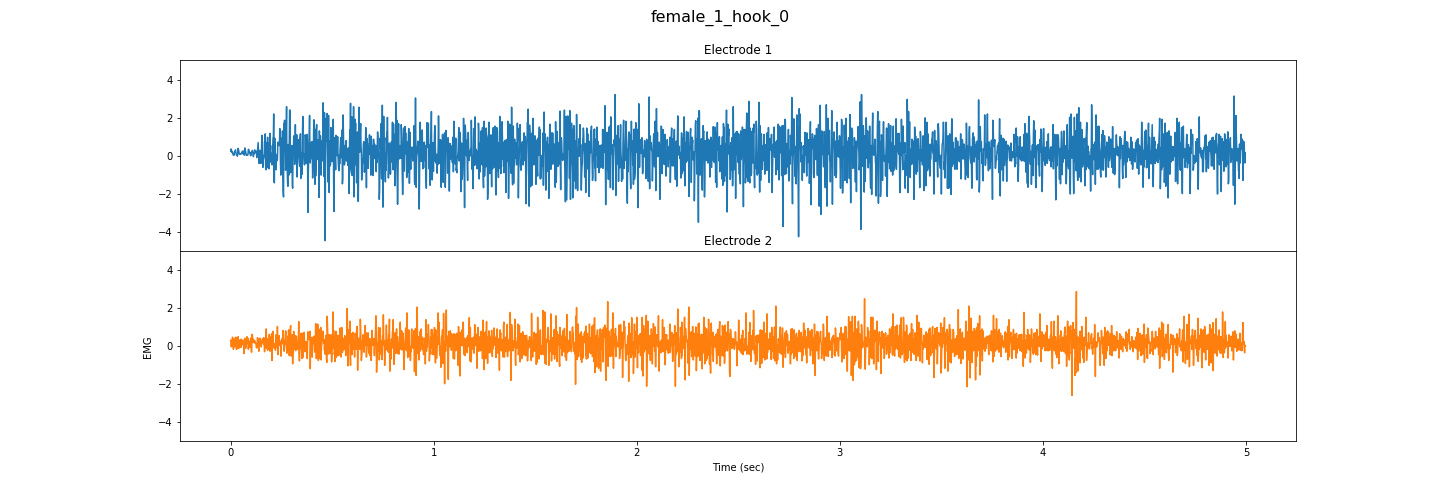 female_1_hook_0
Electrode 1
4
2
0
−2
−4
Electrode 2
4
2
0
−2
−4
EMG
0 1 2 3 4 5
Time (sec)